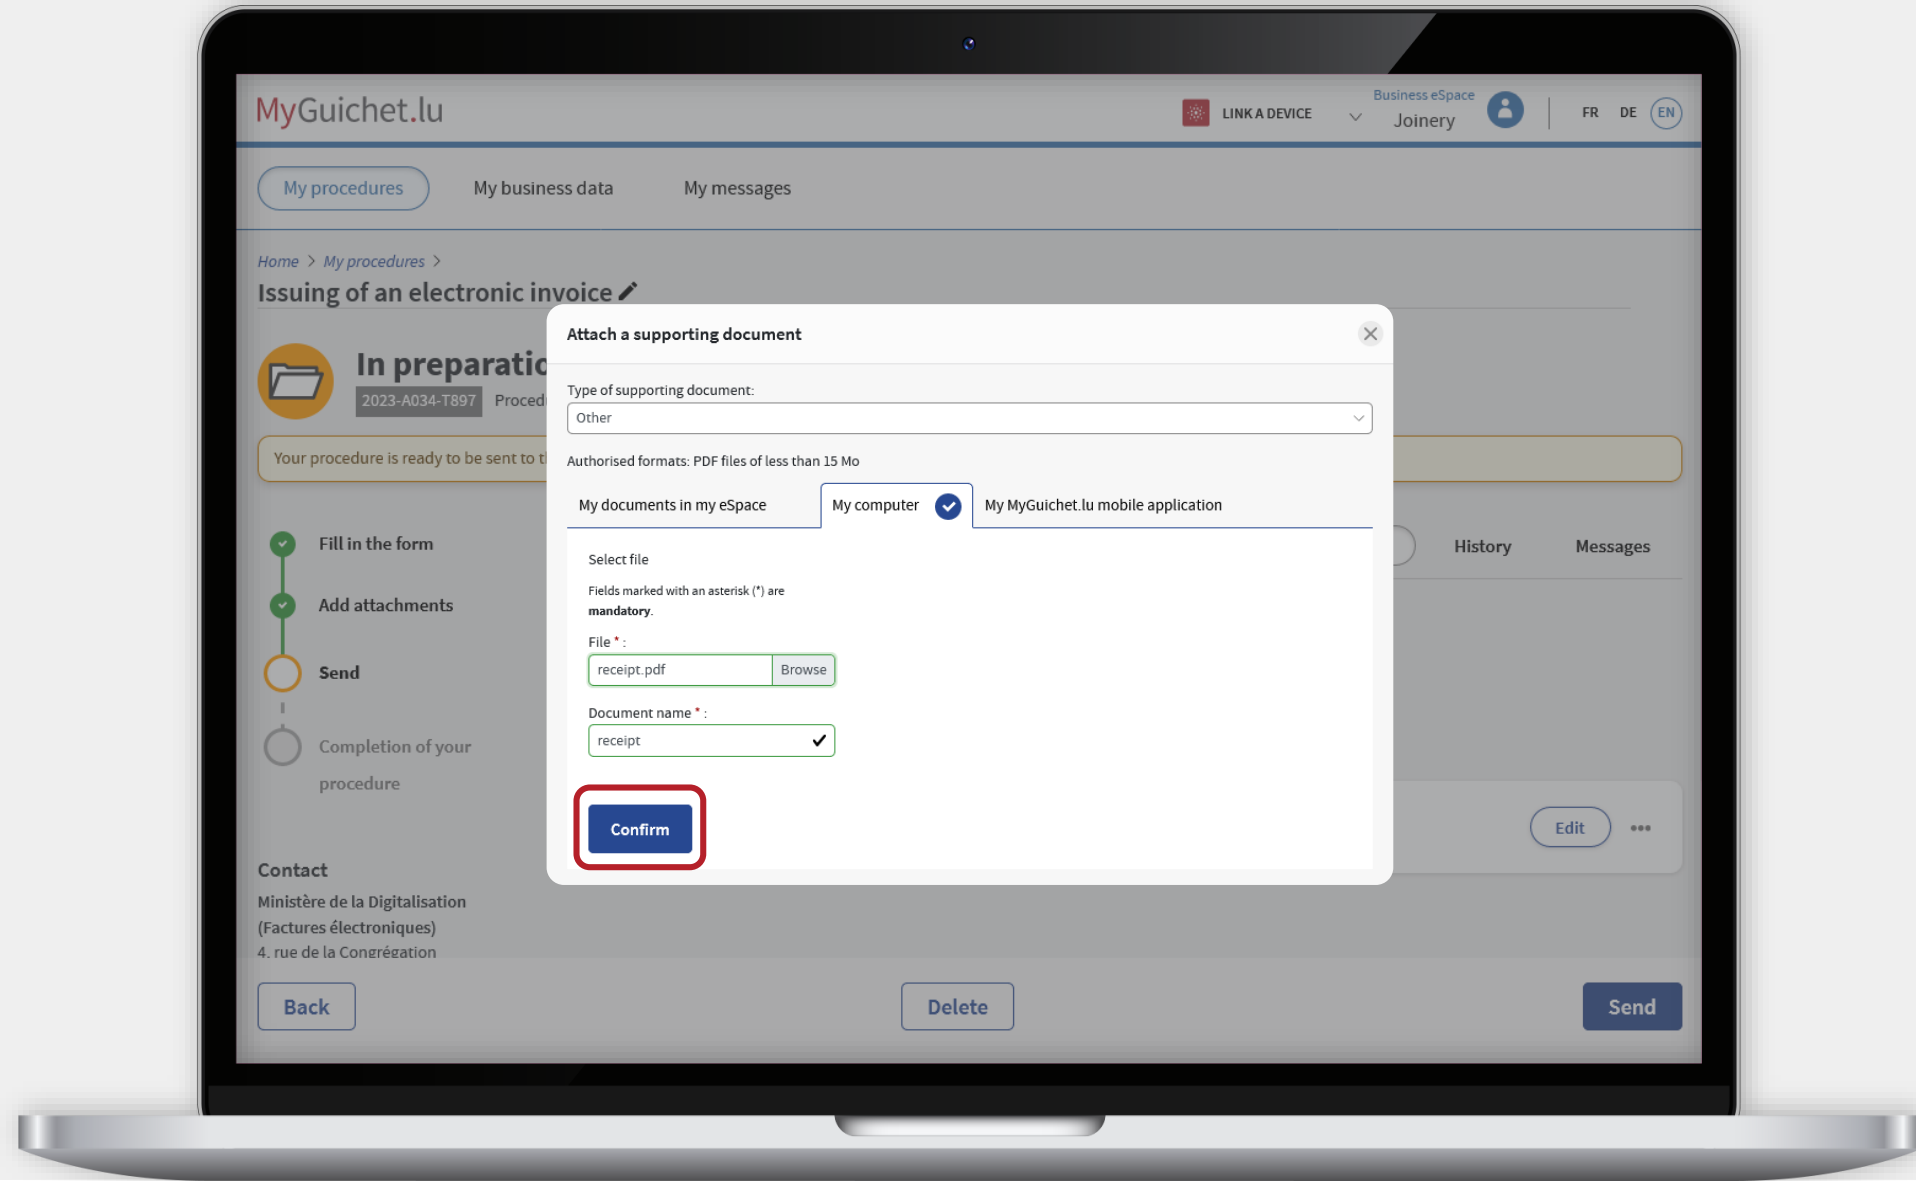 MyGuichet.lu
LINK A DEVICE
Business eSpace
Joinery
FR DE EN
My procedures My business data My messages
Home > My procedures >
Issuing of an electronic invoice
In preparatio
2023-A034-T897 Proced
Your procedure is ready to be sent to t
Fill in the form
Add attachments
Send
Completion of your
procedure
Contact
Ministère de la Digitalisation
(Factures électroniques)
4, rue de la Congrégation
Attach a supporting document
Type of supporting document:
Other
Authorised formats: PDF files of less than 15 Mo
My documents in my eSpace My computer My MyGuichet.lu mobile application
Select file
Fields marked with an asterisk (*) are
mandatory.
File * :
receipt.pdf Browse
Document name * :
receipt
Confirm
History Messages
Edit
Back Delete Send